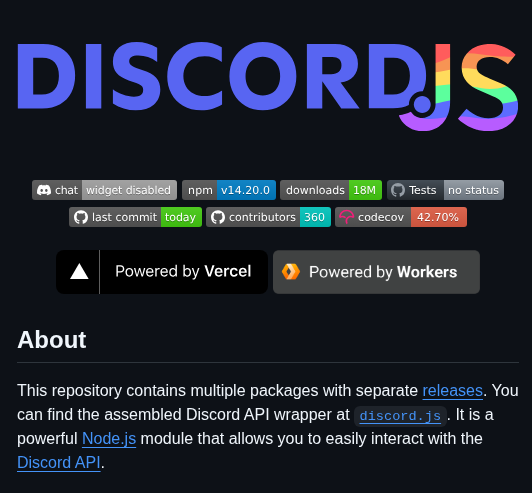 DISCORDJS
chat widget disabled npm v14.20.0 downloads 18M Tests no status
last commit today contributors 360 codecov 42.70%
Powered by Vercel Powered by Workers
About
This repository contains multiple packages with separate releases. You
can find the assembled Discord API wrapper at discord.js. It is a
powerful Node.js module that allows you to easily interact with the
Discord API.